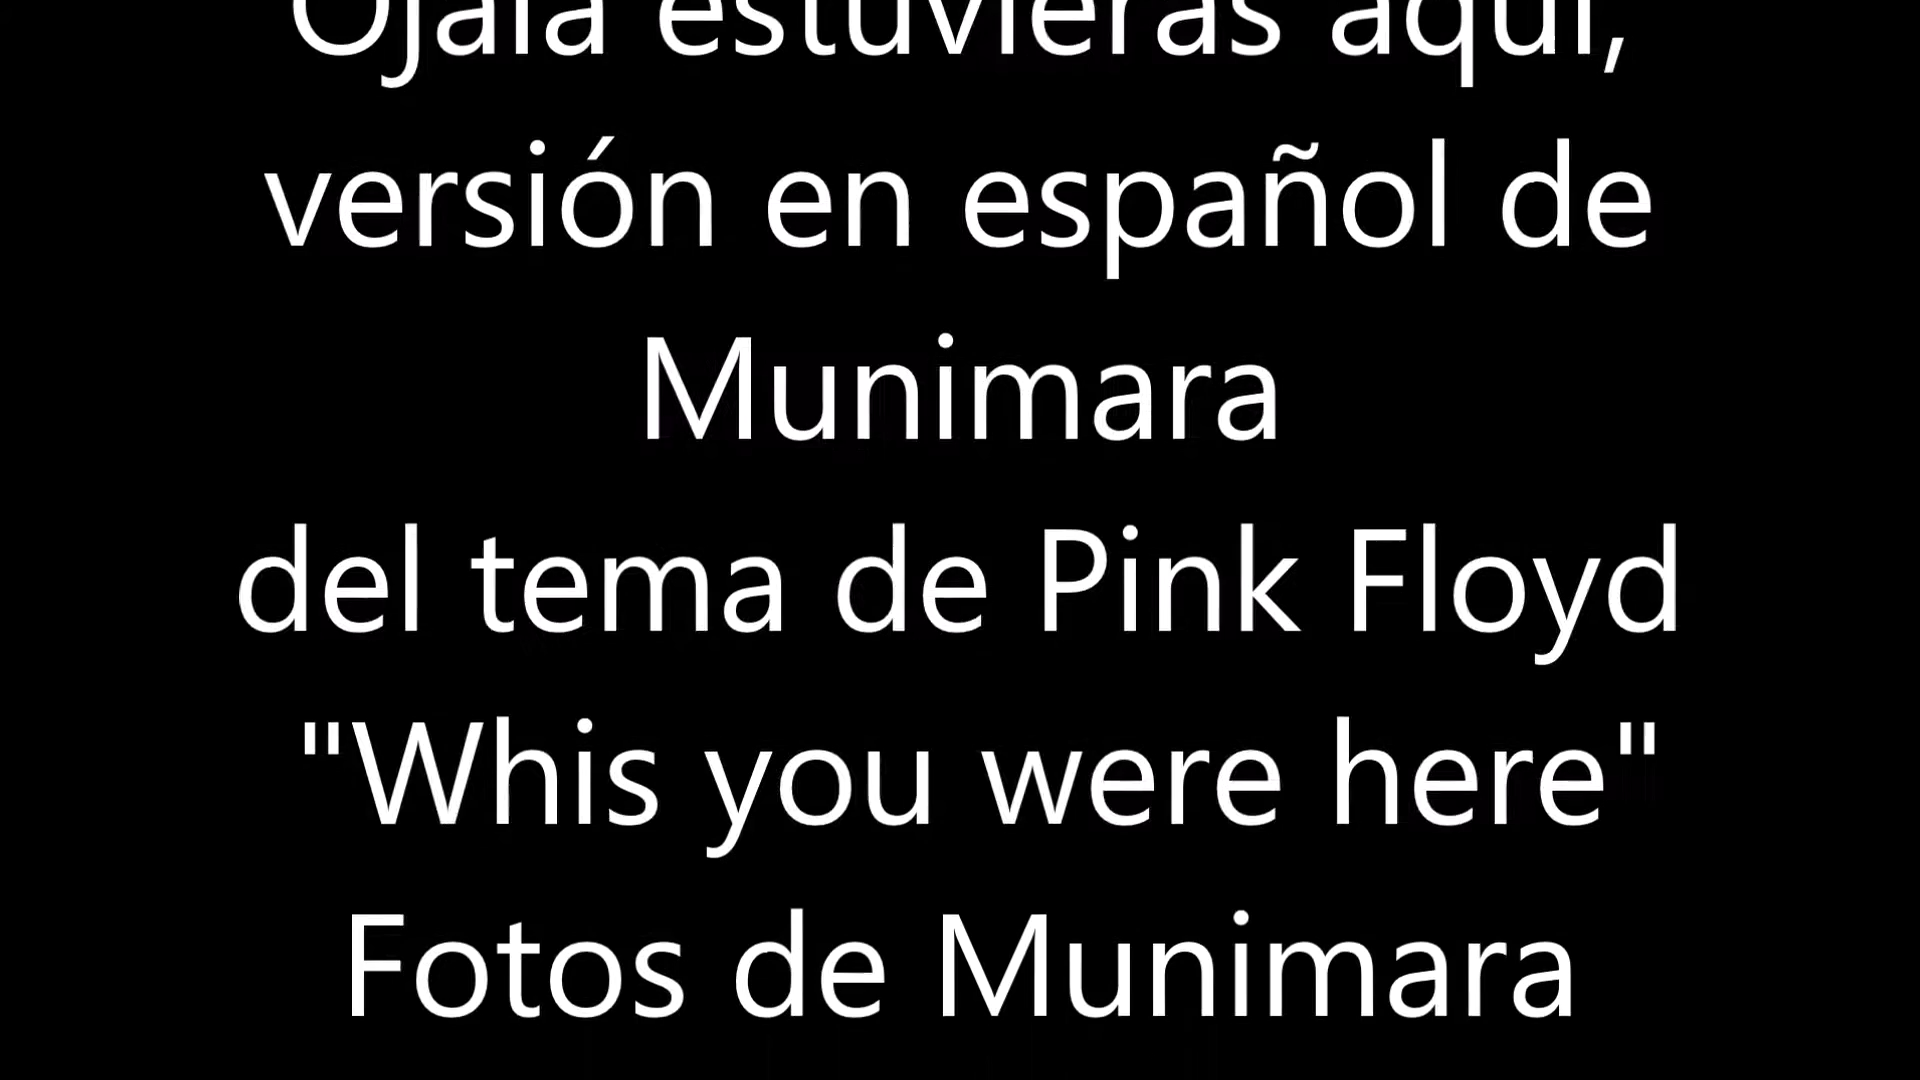 Ojalá estuvieras aquí,
versión en español de
Munimara
del tema de Pink Floyd
"Whis you were here"
Fotos de Munimara